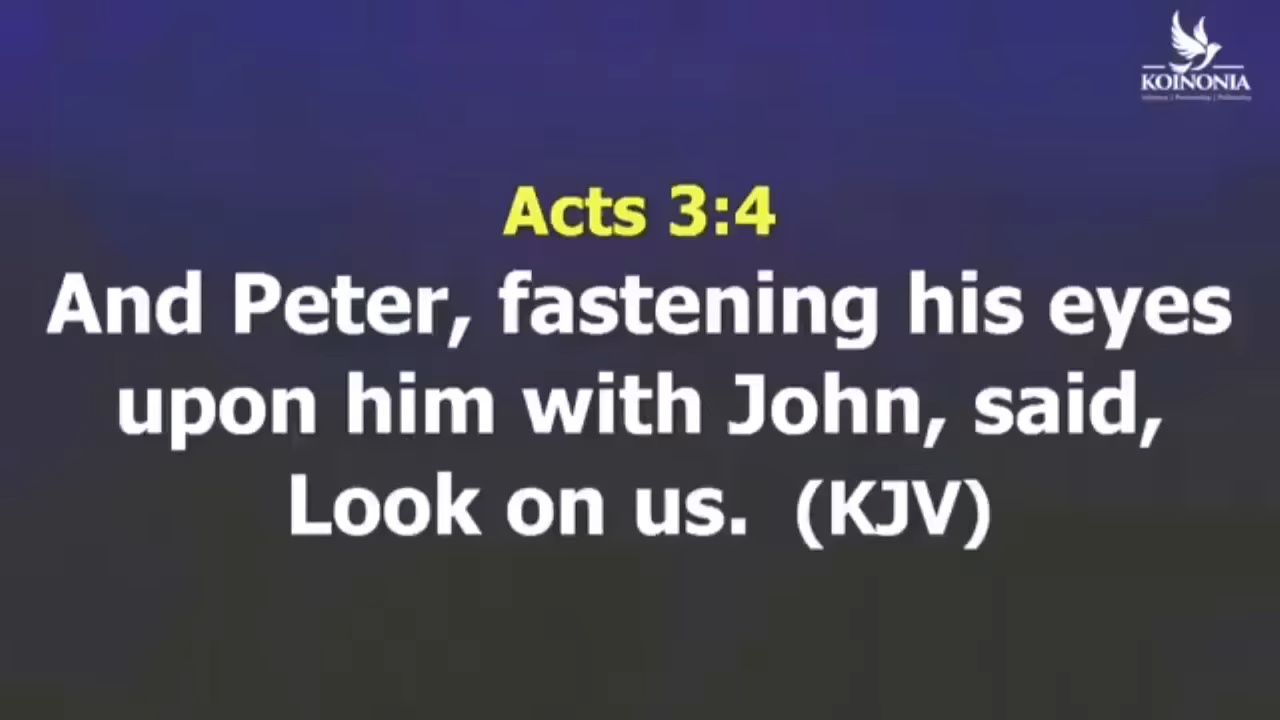 KOINONIA
Acts 3:4
And Peter, fastening his eyes
upon him with John, said,
Look on us. (KJV)